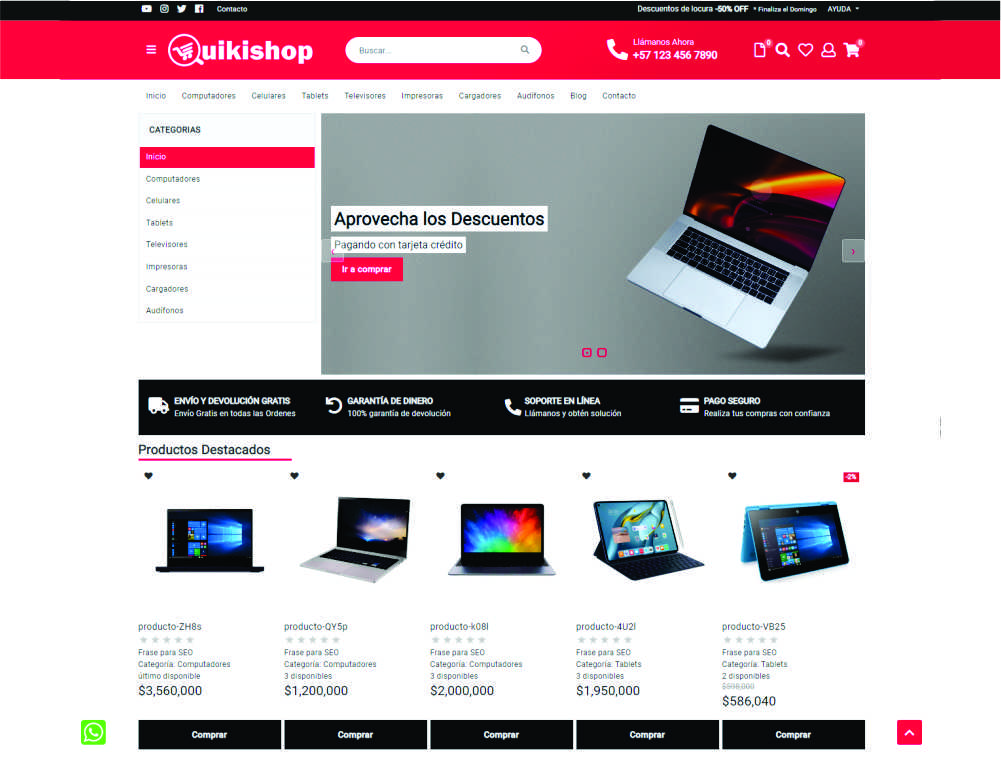 Contacto
Descuentos de locura -50% OFF * Finaliza el Domingo AYUDA
uikishop
Buscar...
Llámanos Ahora
+57 123 456 7890
0
0
Inicio Computadores Celulares Tablets Televisores Impresoras Cargadores Audífonos Blog Contacto
CATEGORIAS
Inicio
Computadores
Celulares
Tablets
Televisores
Impresoras
Cargadores
Audífonos
Aprovecha los Descuentos
Pagando con tarjeta crédito
Ir a comprar
ENVÍO Y DEVOLUCIÓN GRATIS
Envío Gratis en todas las Ordenes
GARANTÍA DE DINERO
100% garantía de devolución
SOPORTE EN LÍNEA
Llámanos y obtén solución
PAGO SEGURO
Realiza tus compras con confianza
Productos Destacados
-2%
producto-ZH8s
Frase para SEO
Categoría: Computadores
último disponible
$3,560,000
Comprar
producto-QY5p
Frase para SEO
Categoría: Computadores
3 disponibles
$1,200,000
Comprar
producto-k08l
Frase para SEO
Categoría: Computadores
3 disponibles
$2,000,000
Comprar
producto-4U2l
Frase para SEO
Categoría: Tablets
3 disponibles
$1,950,000
Comprar
producto-VB25
Frase para SEO
Categoría: Tablets
2 disponibles
$598,000
$586,040
Comprar